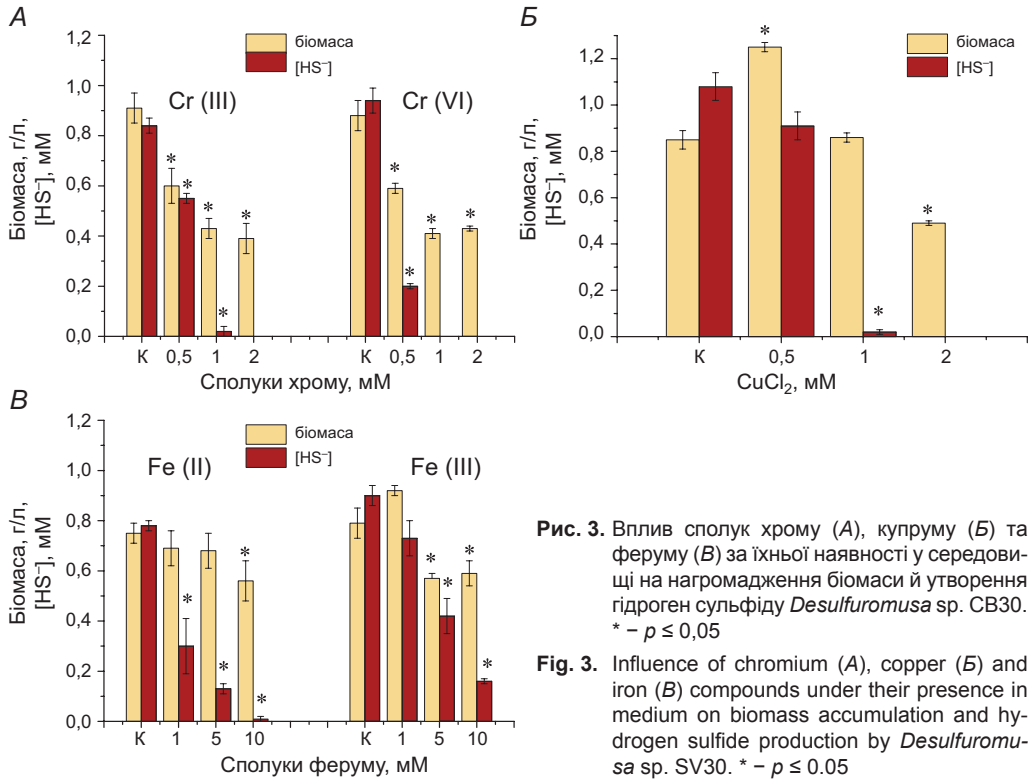 А
1,2
1,0
0,8
0,6
0,4
0,2
0,0
Біомаса, г/л,
[HS⁻], мМ
біомаса
[HS⁻]
Cr (III)
Cr (VI)
* * * *
*
* * *
*
К 0,5 1 2
К 0,5 1 2
Сполуки хрому, мМ
Б
1,2
1,0
0,8
0,6
0,4
0,2
0,0
Біомаса, г/л,
[HS⁻], мМ
біомаса
[HS⁻]
*
*
*
К 0,5 1 2
CuCl₂, мМ
В
1,2
1,0
0,8
0,6
0,4
0,2
0,0
Біомаса, г/л,
[HS⁻], мМ
біомаса
[HS⁻]
Fe (II)
Fe (III)
* * * *
* * * *
К 1 5 10
К 1 5 10
Сполуки феруму, мМ
Рис. 3. Вплив сполук хрому (А), купруму (Б) та
феруму (В) за їхньої наявності у середови-
щі на нагромадження біомаси й утворення
гідроген сульфіду Desulfuromusa sp. СВ30.
* − p ≤ 0,05
Fig. 3. Influence of chromium (А), copper (Б) and
iron (В) compounds under their presence in
medium on biomass accumulation and hy-
drogen sulfide production by Desulfuromu-
sa sp. SV30. * − p ≤ 0.05